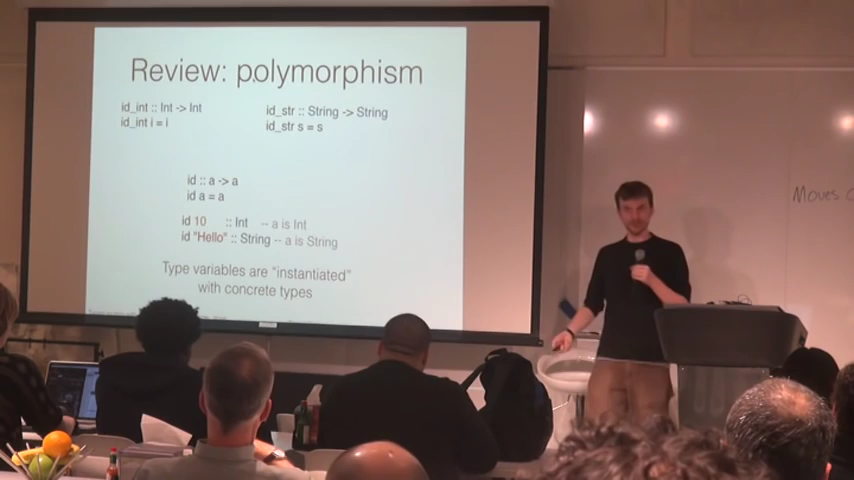 Review: polymorphism
id_int :: Int -> Int
id_int i = i
id_str :: String -> String
id_str s = s
id :: a -> a
id a = a
id 10 :: Int -- a is Int
id "Hello" :: String -- a is String
Type variables are "instantiated"
with concrete types
Moves